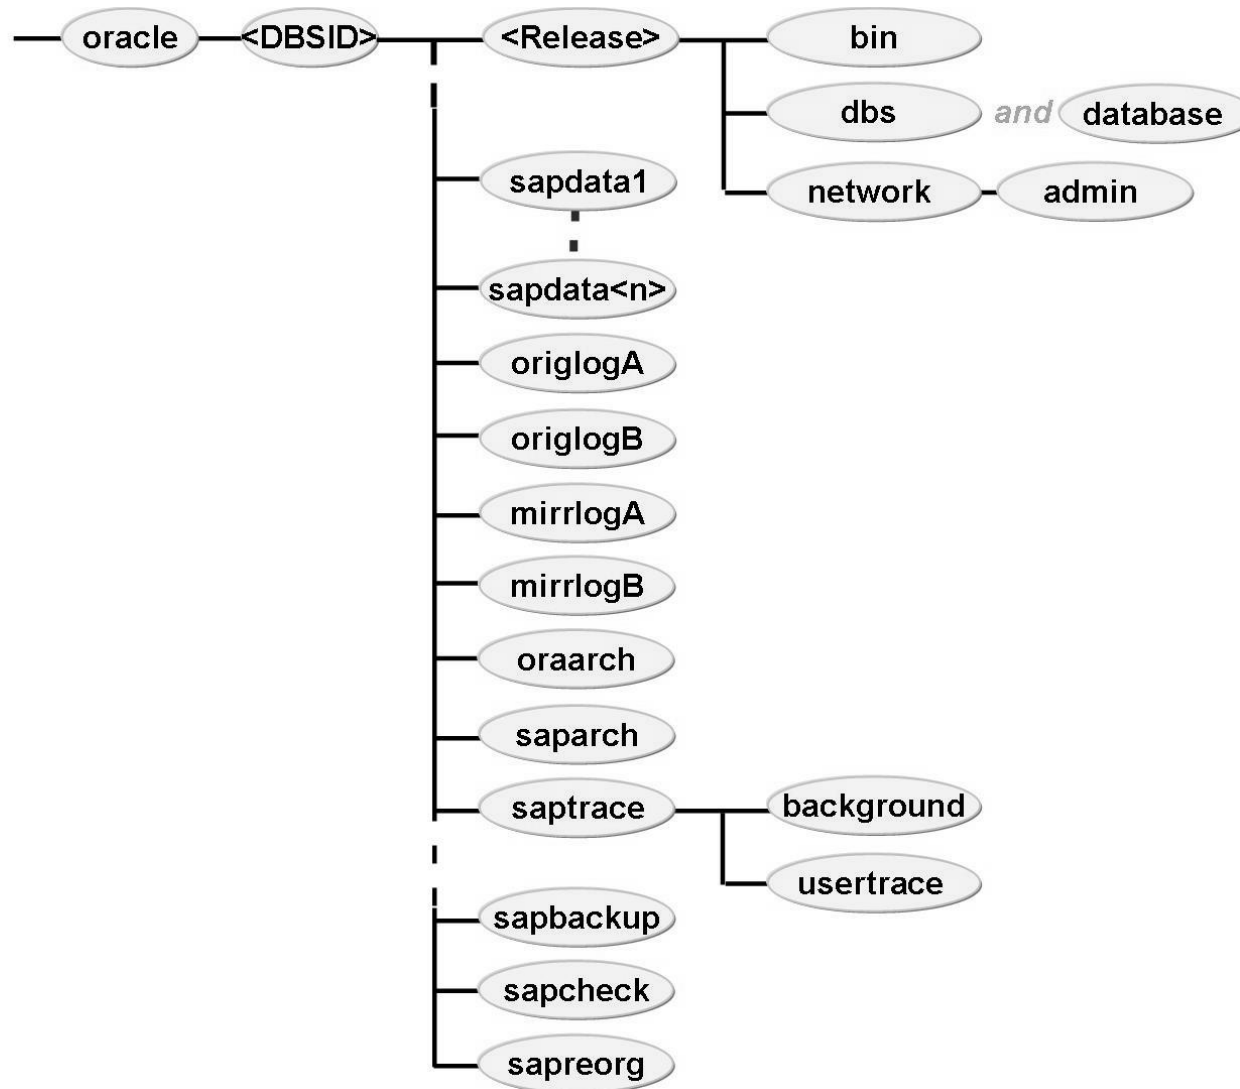 oracle <DBSID> <Release> bin
dbs and database
sapdata1
network admin
sapdata<n>
origlogA
origlogB
mirrlogA
mirrlogB
oraarch
saparch
saptrace background
usertrace
sapbackup
sapcheck
sapreorg